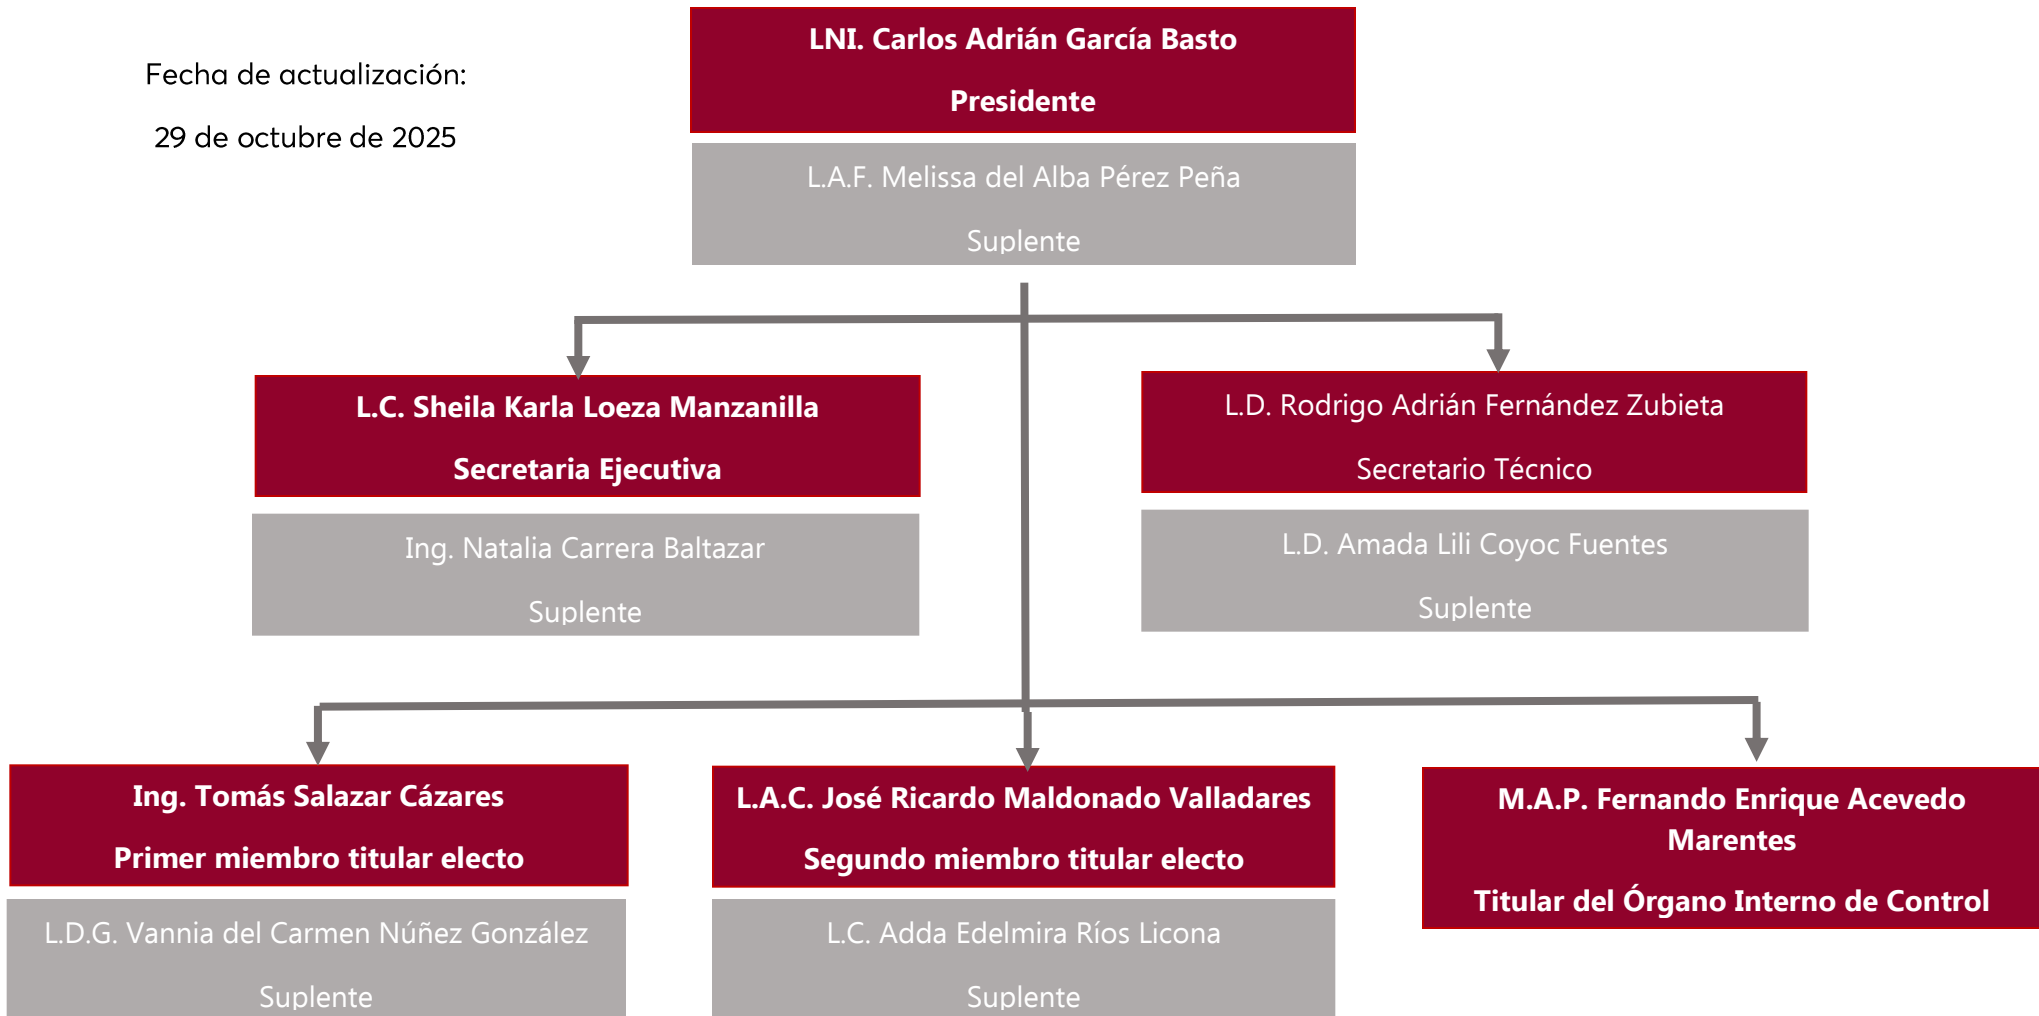 Fecha de actualización:
29 de octubre de 2025
LNI. Carlos Adrián García Basto
Presidente
L.A.F. Melissa del Alba Pérez Peña
Suplente
L.C. Sheila Karla Loeza Manzanilla
Secretaria Ejecutiva
Ing. Natalia Carrera Baltazar
Suplente
L.D. Rodrigo Adrián Fernández Zubieta
Secretario Técnico
L.D. Amada Lili Coyoc Fuentes
Suplente
Ing. Tomás Salazar Cázares
Primer miembro titular electo
L.D.G. Vannia del Carmen Núñez González
Suplente
L.A.C. José Ricardo Maldonado Valladares
Segundo miembro titular electo
L.C. Adda Edelmira Ríos Licona
Suplente
M.A.P. Fernando Enrique Acevedo
Marentes
Titular del Órgano Interno de Control